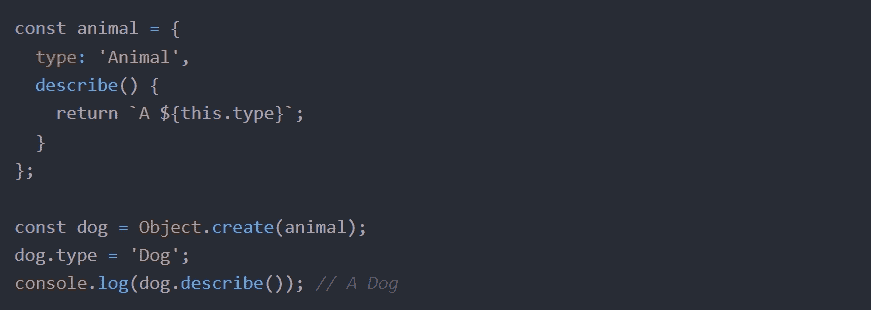 const animal = {
  type: 'Animal',
  describe() {
    return `A ${this.type}`;
  }
};

const dog = Object.create(animal);
dog.type = 'Dog';
console.log(dog.describe()); // A Dog